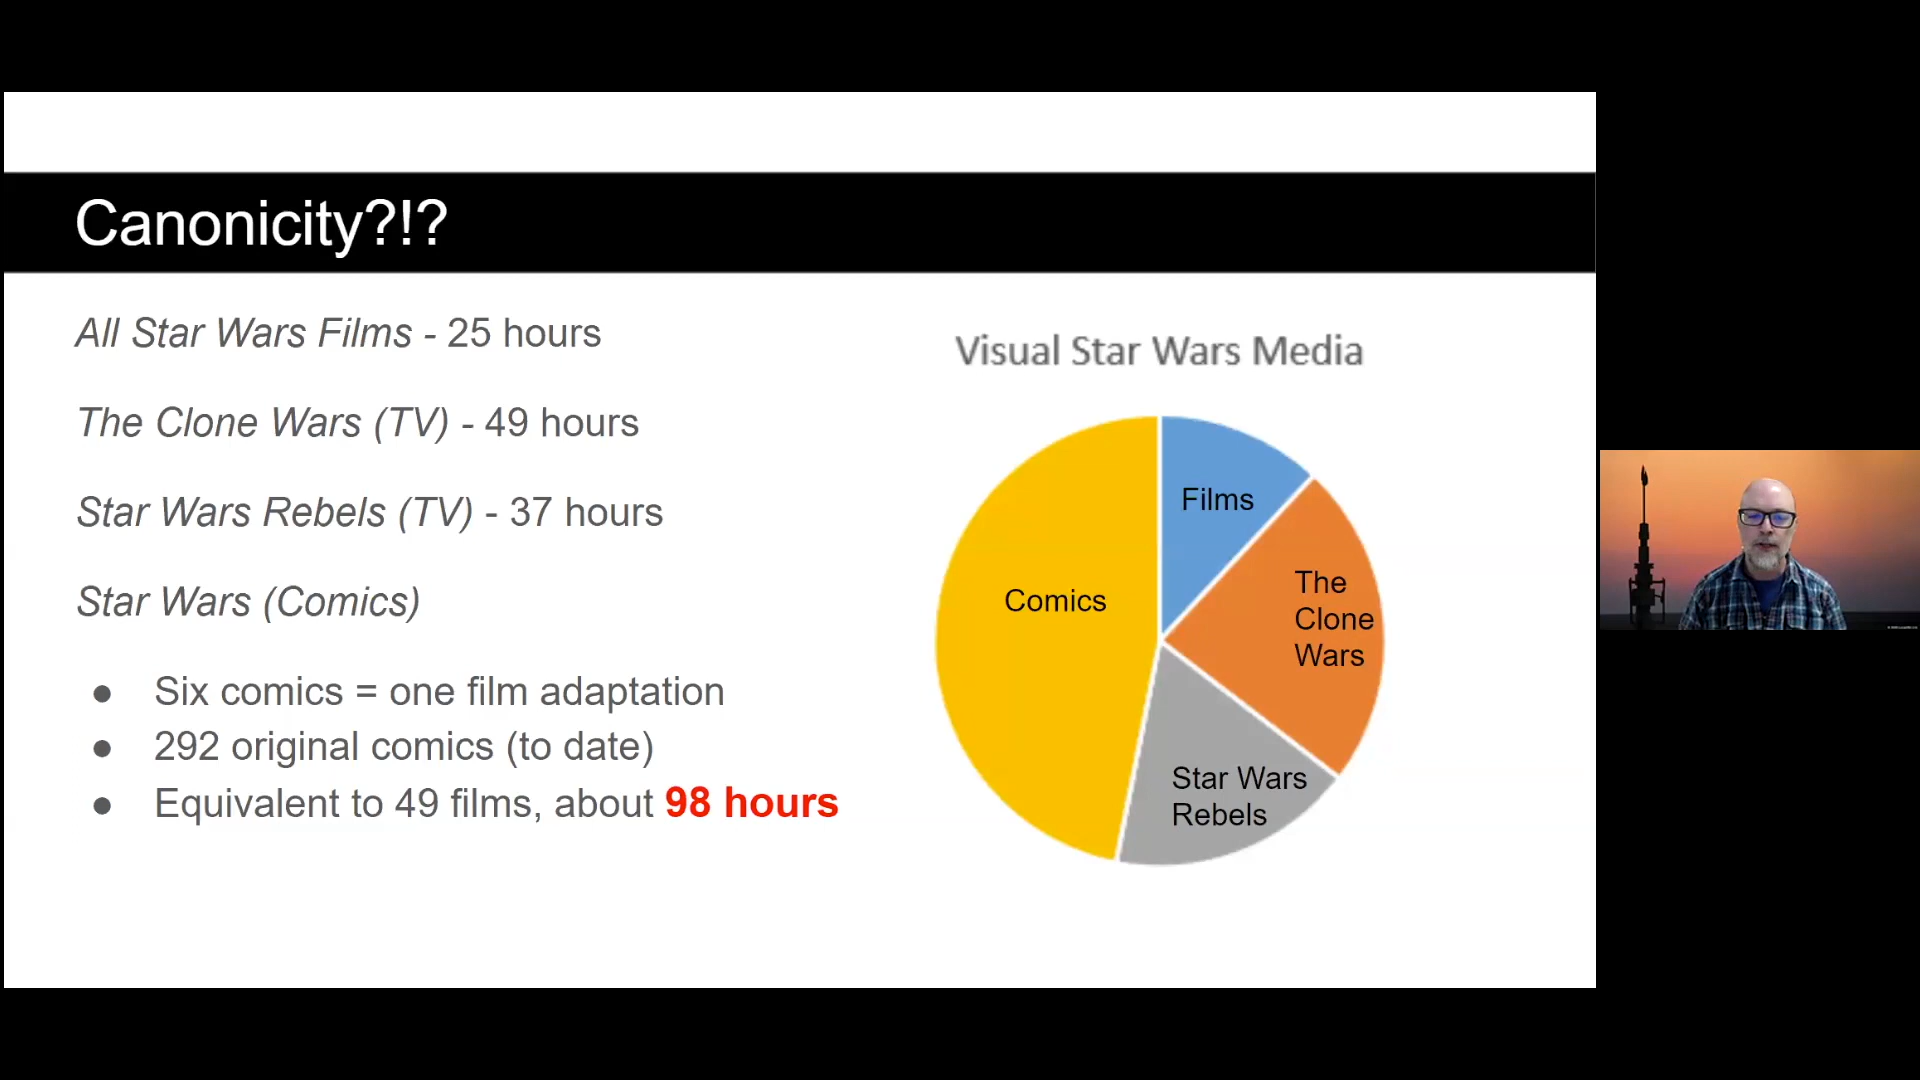 Canonicity?!?
All Star Wars Films - 25 hours
The Clone Wars (TV) - 49 hours
Star Wars Rebels (TV) - 37 hours
Star Wars (Comics)
● Six comics = one film adaptation
● 292 original comics (to date)
● Equivalent to 49 films, about 98 hours
Visual Star Wars Media
Films
The
Clone
Wars
Comics
Star Wars
Rebels